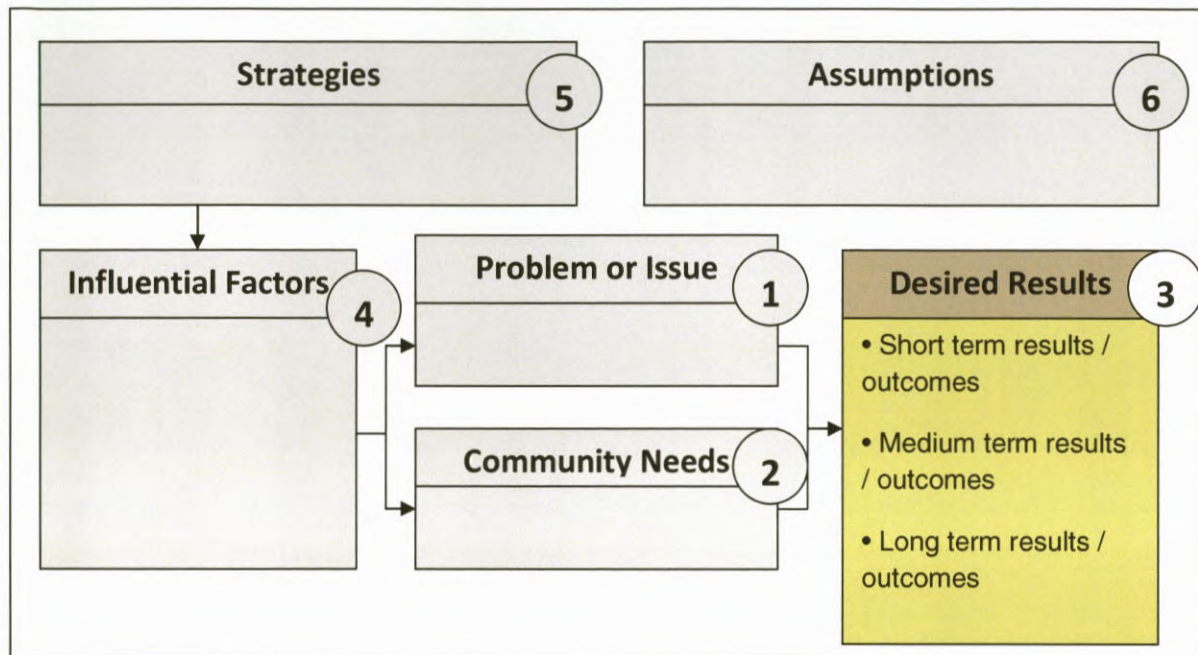 Strategies
5
Assumptions
6
Influential Factors
4
Problem or Issue
1
Community Needs
2
Desired Results
3
• Short term results /
outcomes
• Medium term results
/ outcomes
• Long term results /
outcomes